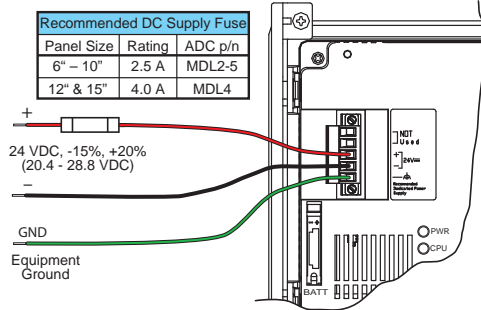 Recommended DC Supply Fuse
Panel Size Rating ADC p/n
6“ – 10” 2.5 A MDL2-5
12“ & 15” 4.0 A MDL4
+
24 VDC, -15%, +20%
(20.4 - 28.8 VDC)
–
GND
Equipment
Ground
NOT
Used
+
–
24V
Recommended
Dedicated Power
Supply
PWR
CPU
BATT